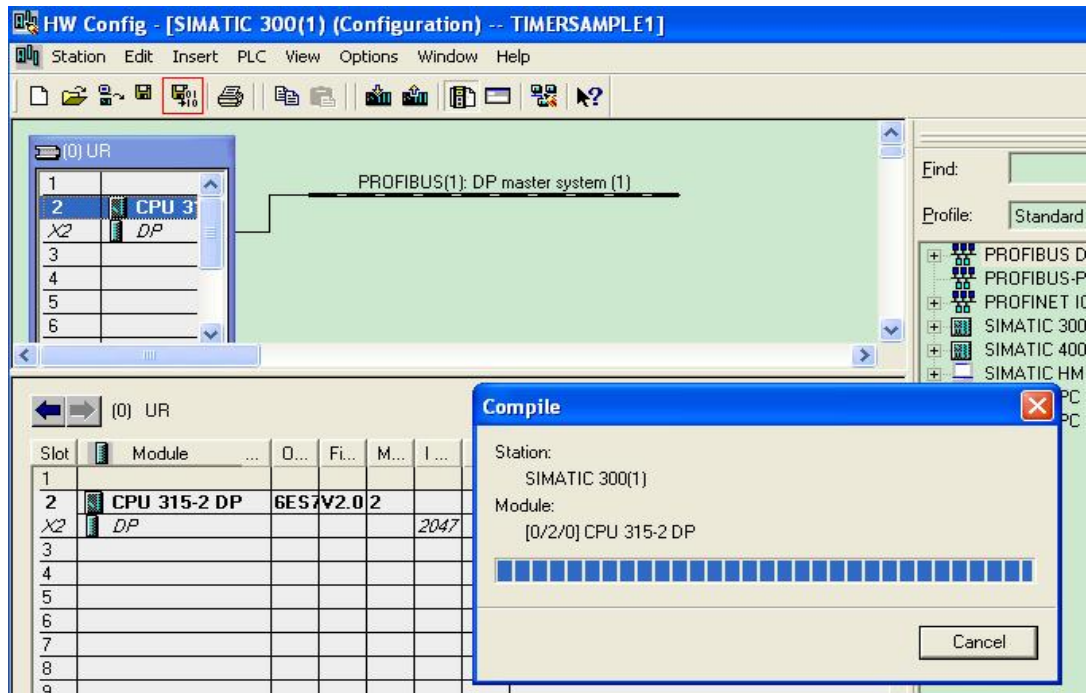 HW Config - [SIMATIC 300(1) (Configuration) -- TIMERSAMPLE1]
Station Edit Insert PLC View Options Window Help
(0) UR
1
2 CPU 31
X2 DP
3
4
5
6
PROFIBUS(1): DP master system (1)
Find:
Profile: Standard
PROFIBUS D
PROFIBUS-P
PROFINET IO
SIMATIC 300
SIMATIC 400
SIMATIC HM
PC
PC
(0) UR
Slot Module ... O... Fi... M... I ...
1
2 CPU 315-2 DP 6ES7 V2.0 2
X2 DP 2047
3
4
5
6
7
8
9
Compile
Station:
SIMATIC 300(1)
Module:
[0/2/0] CPU 315-2 DP
Cancel